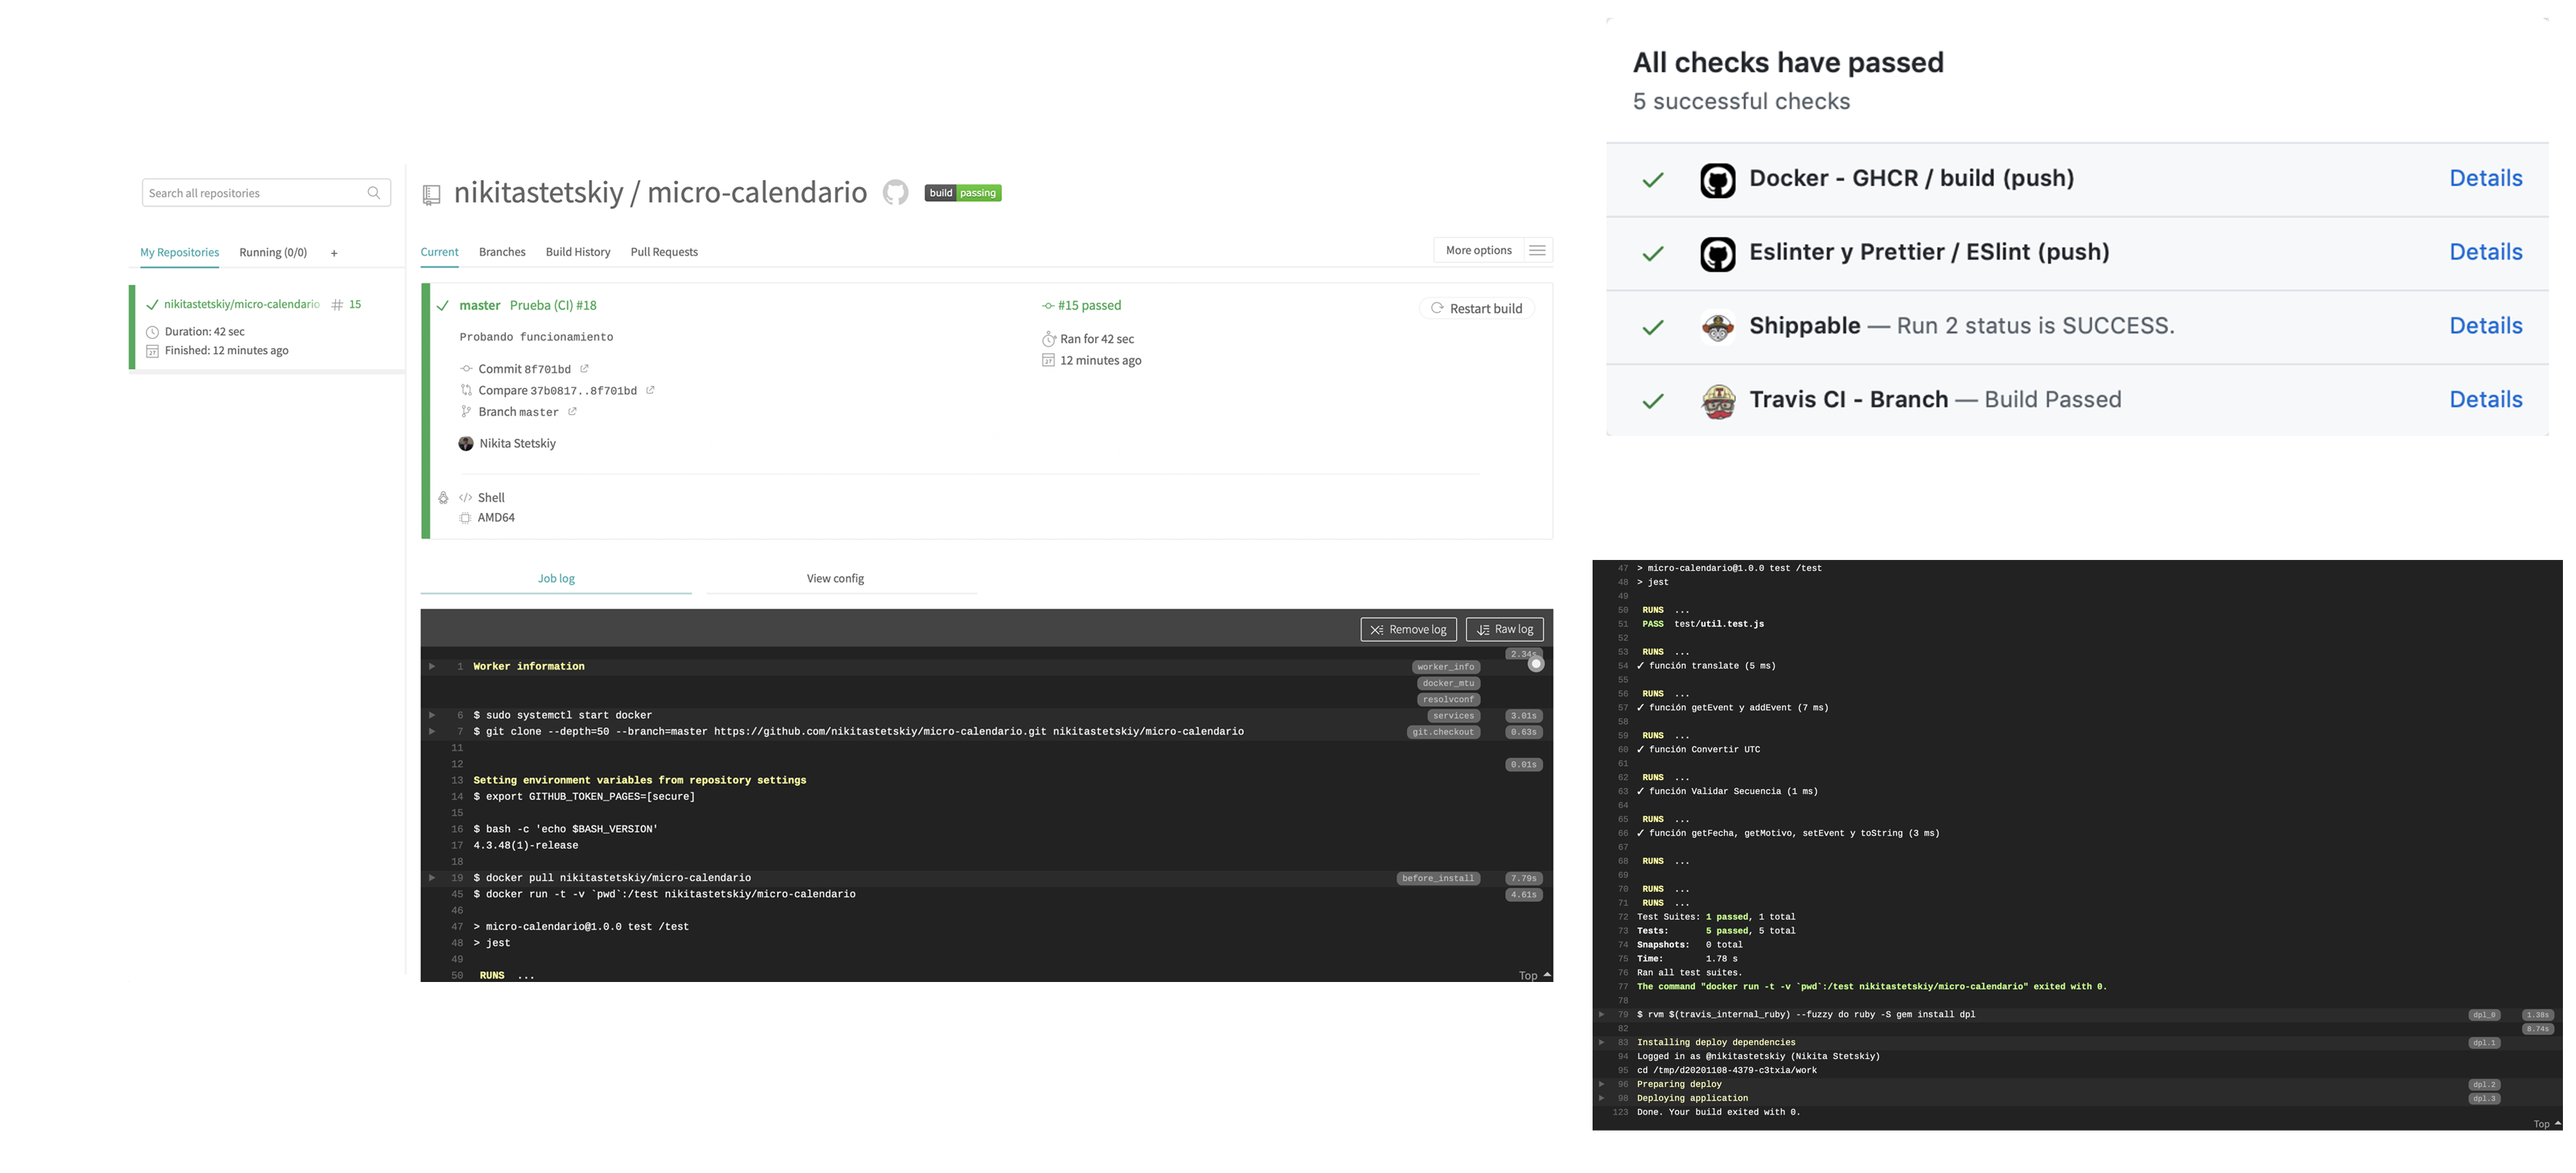 Search all repositories
My Repositories Running (0/0) +
nikitastetskiy/micro-calendario # 15
Duration: 42 sec
Finished: 12 minutes ago
nikitastetskiy / micro-calendario build passing
Current Branches Build History Pull Requests More options
master Prueba (CI) #18 #15 passed Restart build
Probando funcionamiento
Ran for 42 sec
12 minutes ago
Commit 8f701bd
Compare 37b0817..8f701bd
Branch master
Nikita Stetskiy
</> Shell
AMD64
Job log View config
Remove log Raw log
2.34s
1 Worker information worker_info
docker_mtu
resolvconf
6 $ sudo systemctl start docker services 3.01s
7 $ git clone --depth=50 --branch=master https://github.com/nikitastetskiy/micro-calendario.git nikitastetskiy/micro-calendario git.checkout 0.63s
11
12 0.01s
13 Setting environment variables from repository settings
14 $ export GITHUB_TOKEN_PAGES=[secure]
15
16 $ bash -c 'echo $BASH_VERSION'
17 4.3.48(1)-release
18
19 $ docker pull nikitastetskiy/micro-calendario before_install 7.79s
45 $ docker run -t -v `pwd`:/test nikitastetskiy/micro-calendario 4.61s
46
47 > micro-calendario@1.0.0 test /test
48 > jest
49
50 RUNS ...
Top
All checks have passed
5 successful checks
Docker - GHCR / build (push) Details
Eslinter y Prettier / ESlint (push) Details
Shippable — Run 2 status is SUCCESS. Details
Travis CI - Branch — Build Passed Details
47 > micro-calendario@1.0.0 test /test
48 > jest
49
50 RUNS ...
51 PASS test/util.test.js
52
53 RUNS ...
54 ✓ función translate (5 ms)
55
56 RUNS ...
57 ✓ función getEvent y addEvent (7 ms)
58
59 RUNS ...
60 ✓ función Convertir UTC
61
62 RUNS ...
63 ✓ función Validar Secuencia (1 ms)
64
65 RUNS ...
66 ✓ función getFecha, getMotivo, setEvent y toString (3 ms)
67
68 RUNS ...
69
70 RUNS ...
71 RUNS ...
72 Test Suites: 1 passed, 1 total
73 Tests: 5 passed, 5 total
74 Snapshots: 0 total
75 Time: 1.78 s
76 Ran all test suites.
77 The command "docker run -t -v `pwd`:/test nikitastetskiy/micro-calendario" exited with 0.
78
79 $ rvm $(travis_internal_ruby) --fuzzy do ruby -S gem install dpl dpl_0 1.38s
82 8.74s
83 Installing deploy dependencies dpl.1
94 Logged in as @nikitastetskiy (Nikita Stetskiy)
95 cd /tmp/d20201108-4379-c3txia/work
96 Preparing deploy dpl.2
98 Deploying application dpl.3
123 Done. Your build exited with 0.
Top